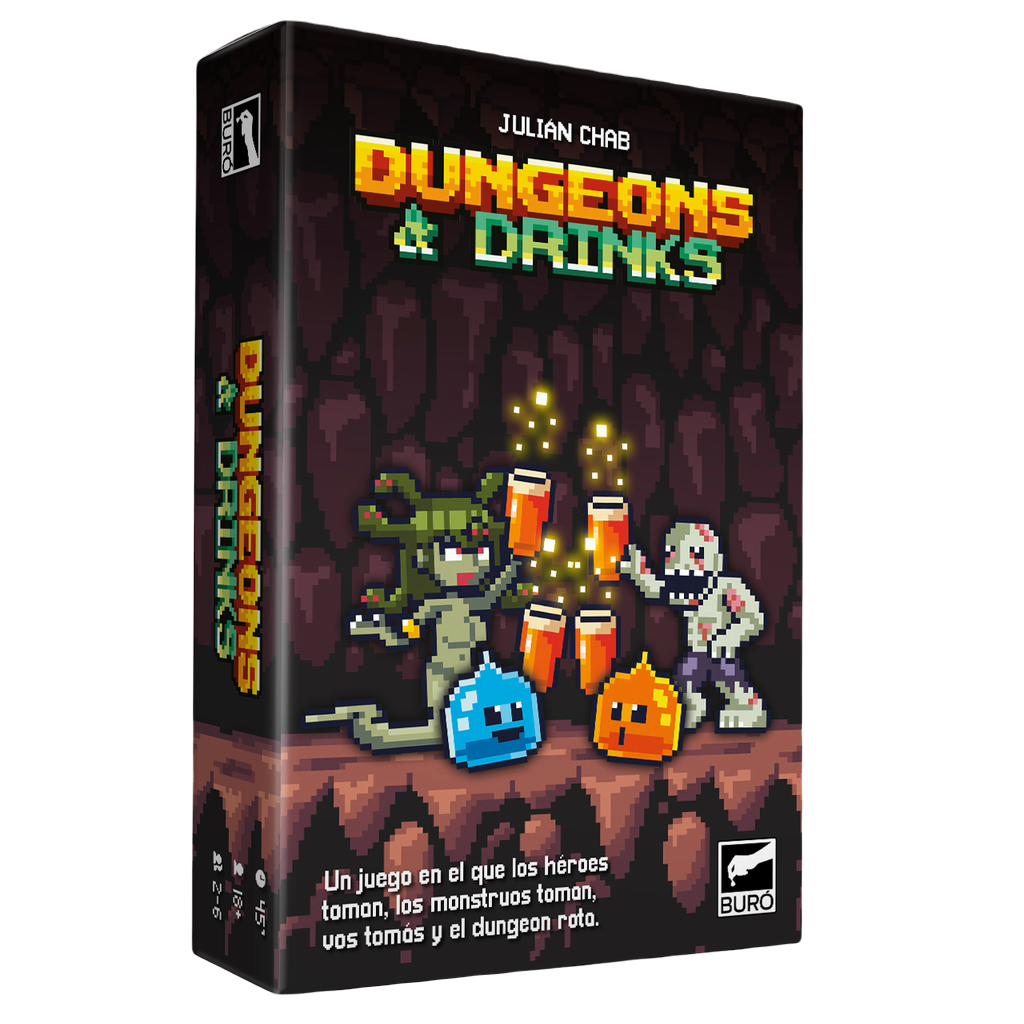 JULIÁN CHAB
DUNGEONS
& DRINKS
Un juego en el que los héroes
toman, los monstruos toman,
vos tomás y el dungeon rota.
BURÓ
BURÓ
DUNGEONS
& DRINKS
2-6
18+
45'